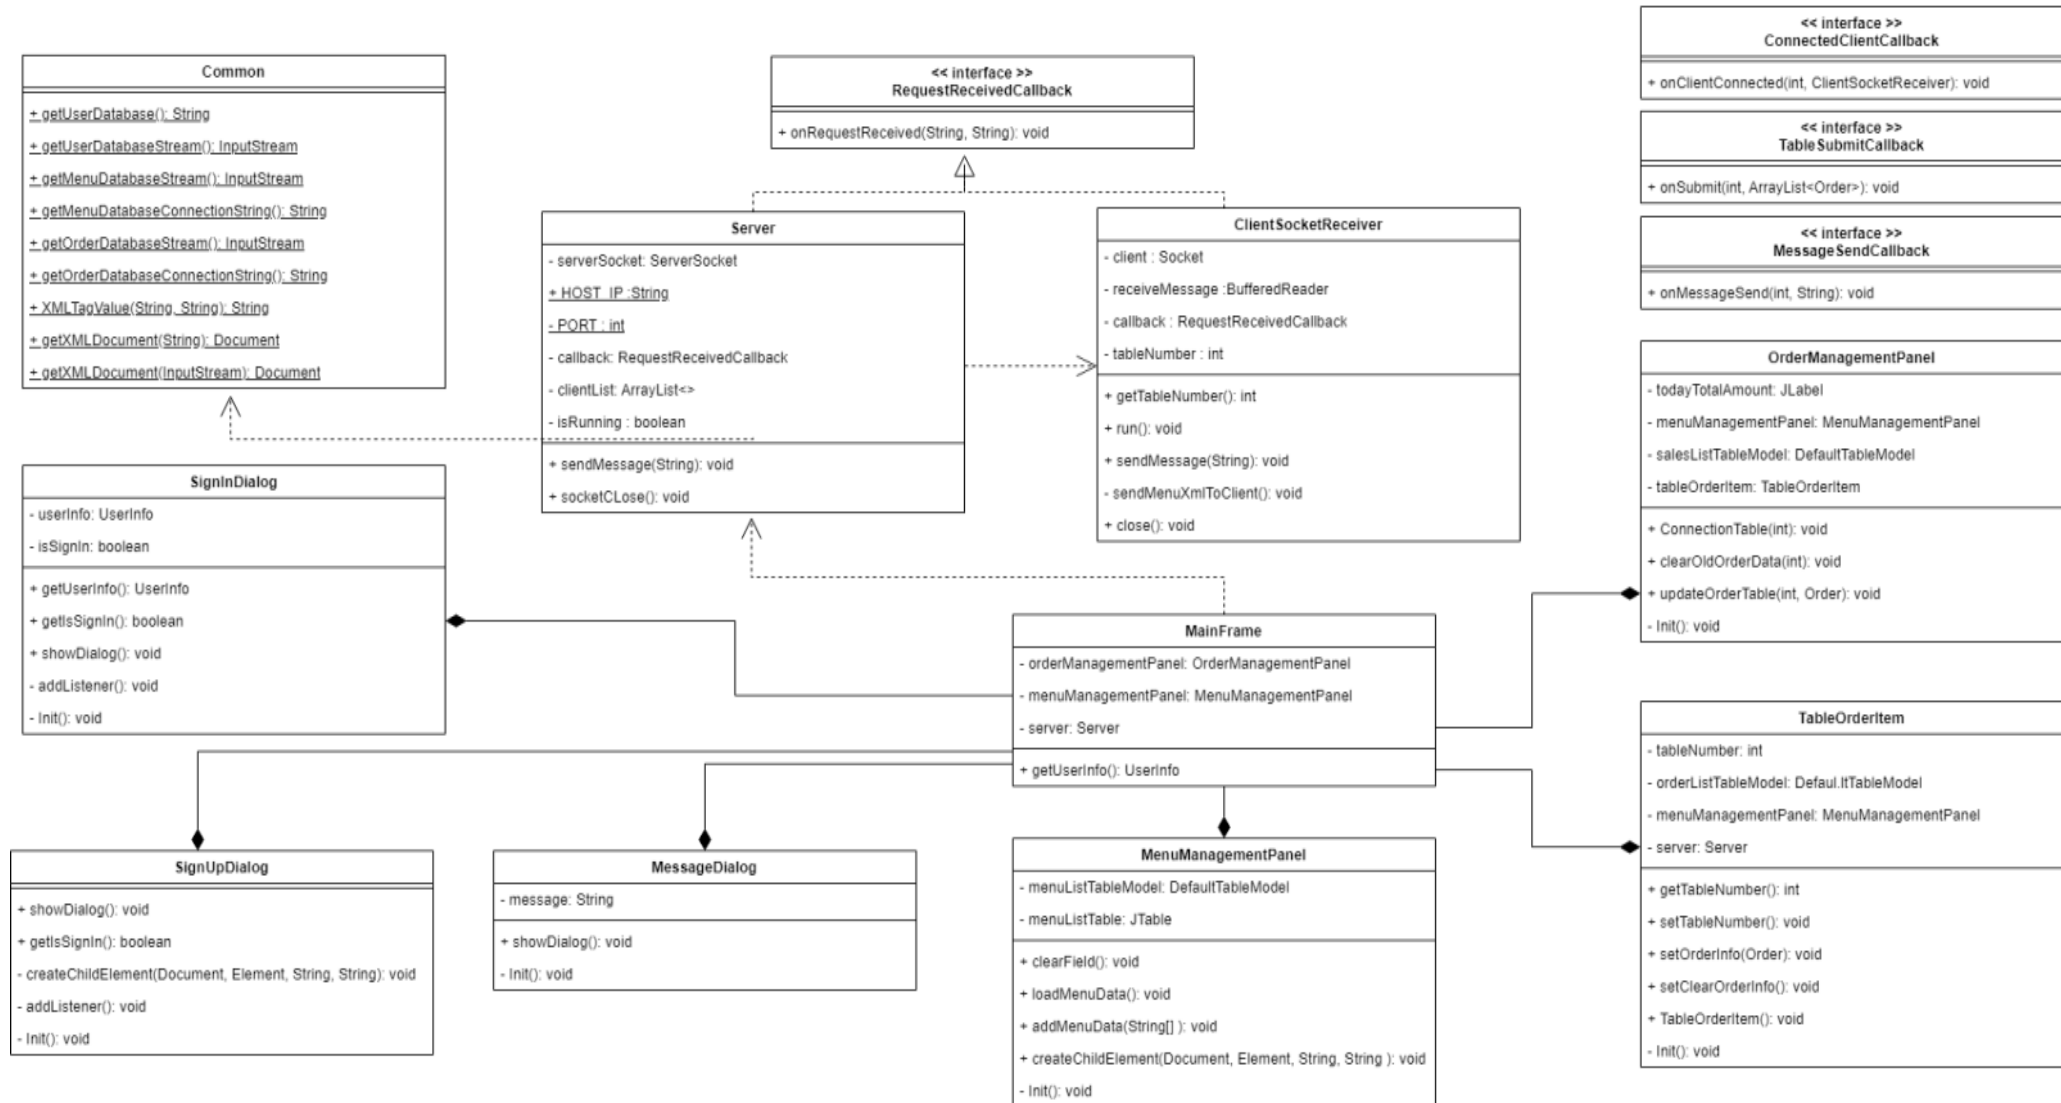 Common
+ getUserDatabase(): String
+ getUserDatabaseStream(): InputStream
+ getMenuDatabaseStream(): InputStream
+ getMenuDatabaseConnectionString(): String
+ getOrderDatabaseStream(): InputStream
+ getOrderDatabaseConnectionString(): String
+ XMLTagValue(String, String): String
+ getXMLDocument(String): Document
+ getXMLDocument(InputStream): Document
<< interface >>
RequestReceivedCallback
+ onRequestReceived(String, String): void
<< interface >>
ConnectedClientCallback
+ onClientConnected(int, ClientSocketReceiver): void
<< interface >>
TableSubmitCallback
+ onSubmit(int, ArrayList<Order>): void
<< interface >>
MessageSendCallback
+ onMessageSend(int, String): void
Server
- serverSocket: ServerSocket
+ HOST_IP :String
- PORT : int
- callback: RequestReceivedCallback
- clientList: ArrayList<>
- isRunning : boolean
+ sendMessage(String): void
+ socketCLose(): void
ClientSocketReceiver
- client : Socket
- receiveMessage :BufferedReader
- callback : RequestReceivedCallback
- tableNumber : int
+ getTableNumber(): int
+ run(): void
+ sendMessage(String): void
- sendMenuXmlToClient(): void
+ close(): void
OrderManagementPanel
- todayTotalAmount: JLabel
- menuManagementPanel: MenuManagementPanel
- salesListTableModel: DefaultTableModel
- tableOrderItem: TableOrderItem
+ ConnectionTable(int): void
+ clearOldOrderData(int): void
+ updateOrderTable(int, Order): void
- Init(): void
SignInDialog
- userInfo: UserInfo
- isSignIn: boolean
+ getUserInfo(): UserInfo
+ getIsSignIn(): boolean
+ showDialog(): void
- addListener(): void
- Init(): void
MainFrame
- orderManagementPanel: OrderManagementPanel
- menuManagementPanel: MenuManagementPanel
- server: Server
+ getUserInfo(): UserInfo
TableOrderItem
- tableNumber: int
- orderListTableModel: Defaul.ltTableModel
- menuManagementPanel: MenuManagementPanel
- server: Server
+ getTableNumber(): int
+ setTableNumber(): void
+ setOrderInfo(Order): void
+ setClearOrderInfo(): void
+ TableOrderItem(): void
- Init(): void
SignUpDialog
+ showDialog(): void
+ getIsSignIn(): boolean
- createChildElement(Document, Element, String, String): void
- addListener(): void
- Init(): void
MessageDialog
- message: String
+ showDialog(): void
- Init(): void
MenuManagementPanel
- menuListTableModel: DefaultTableModel
- menuListTable: JTable
+ clearField(): void
+ loadMenuData(): void
+ addMenuData(String[] ): void
+ createChildElement(Document, Element, String, String ): void
- Init(): void